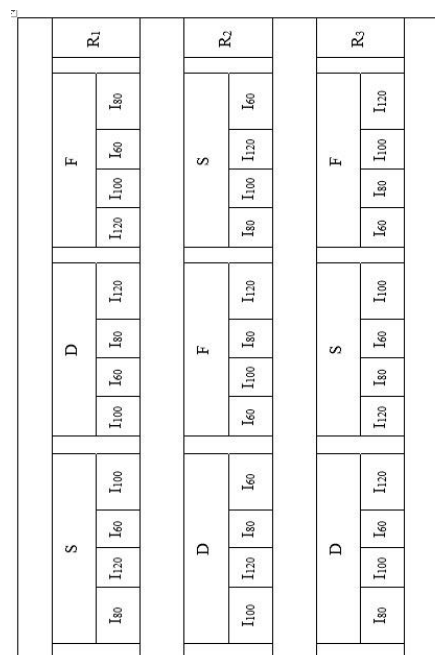 S D F R₁
I₈₀ I₁₂₀ I₆₀ I₁₀₀ I₁₀₀ I₆₀ I₈₀ I₁₂₀ I₁₂₀ I₁₀₀ I₆₀ I₈₀
D F S R₂
I₁₀₀ I₁₂₀ I₈₀ I₆₀ I₆₀ I₁₀₀ I₈₀ I₁₂₀ I₈₀ I₁₀₀ I₁₂₀ I₆₀
D S F R₃
I₈₀ I₁₀₀ I₆₀ I₁₂₀ I₁₂₀ I₈₀ I₆₀ I₁₀₀ I₆₀ I₈₀ I₁₀₀ I₁₂₀